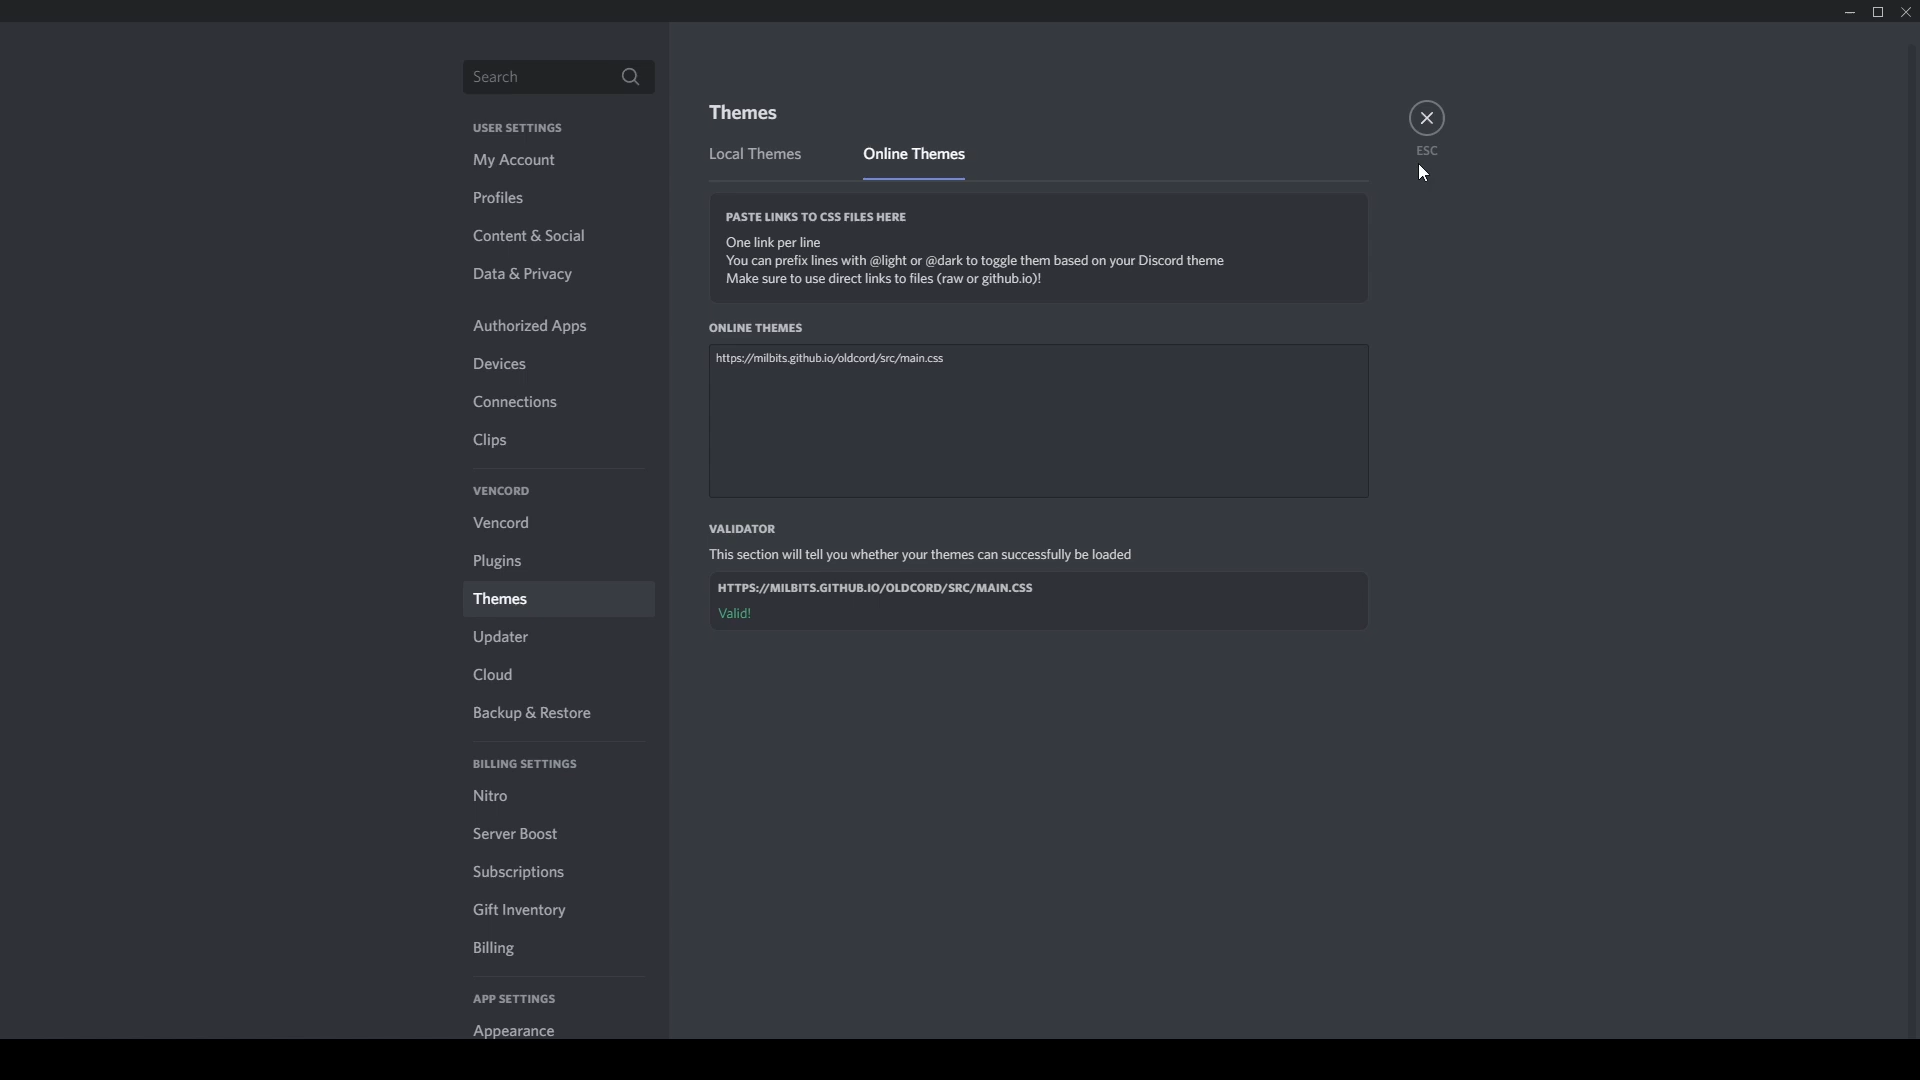 Search
USER SETTINGS
My Account
Profiles
Content & Social
Data & Privacy
Authorized Apps
Devices
Connections
Clips
VENCORD
Vencord
Plugins
Themes
Updater
Cloud
Backup & Restore
BILLING SETTINGS
Nitro
Server Boost
Subscriptions
Gift Inventory
Billing
APP SETTINGS
Appearance
Themes
Local Themes
Online Themes
ESC
PASTE LINKS TO CSS FILES HERE
One link per line
You can prefix lines with @light or @dark to toggle them based on your Discord theme
Make sure to use direct links to files (raw or github.io)!
ONLINE THEMES
https://milbits.github.io/oldcord/src/main.css
VALIDATOR
This section will tell you whether your themes can successfully be loaded
HTTPS://MILBITS.GITHUB.IO/OLDCORD/SRC/MAIN.CSS
Valid!